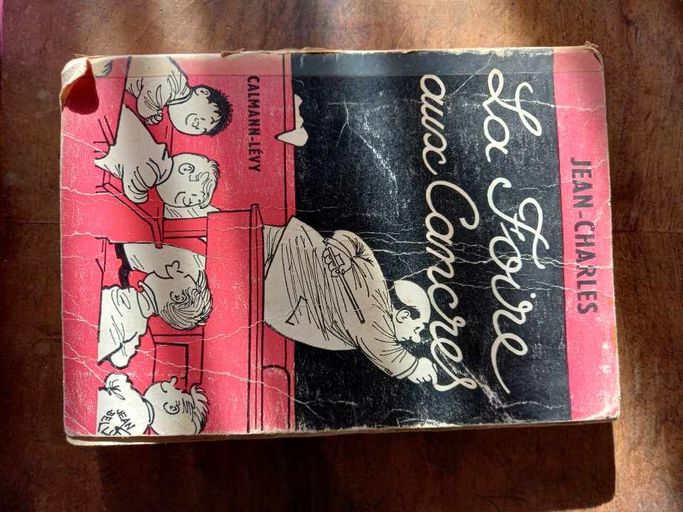 JEAN-CHARLES
La Foire
aux Cancres
CALMANN-LÉVY